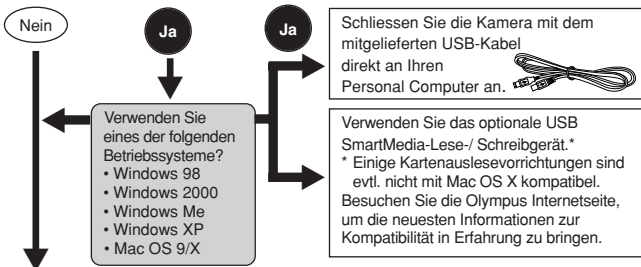 Nein
Ja
Ja
Schliessen Sie die Kamera mit dem
mitgelieferten USB-Kabel
direkt an Ihren
Personal Computer an.
Verwenden Sie
eines der folgenden
Betriebssysteme?
• Windows 98
• Windows 2000
• Windows Me
• Windows XP
• Mac OS 9/X
Verwenden Sie das optionale USB
SmartMedia-Lese-/ Schreibgerät.*
* Einige Kartenauslesevorrichtungen sind
evtl. nicht mit Mac OS X kompatibel.
Besuchen Sie die Olympus Internetseite,
um die neuesten Informationen zur
Kompatibilität in Erfahrung zu bringen.